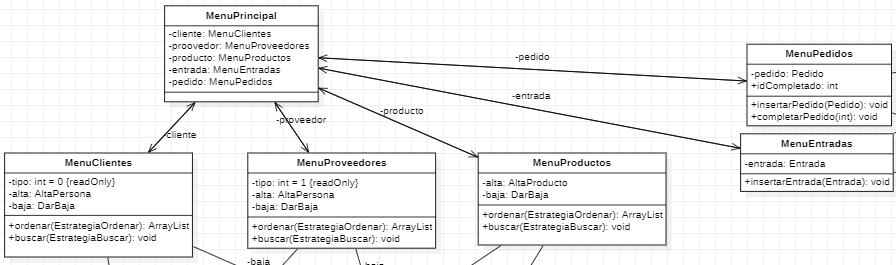 MenuPrincipal
-cliente: MenuClientes
-proovedor: MenuProveedores
-producto: MenuProductos
-entrada: MenuEntradas
-pedido: MenuPedidos
-pedido
-entrada
-producto
-proveedor
-cliente
MenuPedidos
-pedido: Pedido
+idCompletado: int
+insertarPedido(Pedido): void
+completarPedido(int): void
MenuEntradas
-entrada: Entrada
+insertarEntrada(Entrada): void
MenuClientes
-tipo: int = 0 {readOnly}
-alta: AltaPersona
-baja: DarBaja
+ordenar(EstrategiaOrdenar): ArrayList
+buscar(EstrategiaBuscar): void
MenuProveedores
-tipo: int = 1 {readOnly}
-alta: AltaPersona
-baja: DarBaja
+ordenar(EstrategiaOrdenar): ArrayList
+buscar(EstrategiaBuscar): void
MenuProductos
-alta: AltaProducto
-baja: DarBaja
+ordenar(EstrategiaOrdenar): ArrayList
+buscar(EstrategiaBuscar): void
-baja
-baja